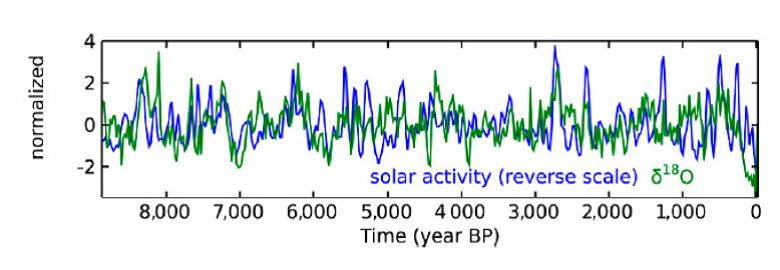 4
2
0
-2
normalized
solar activity (reverse scale) δ¹⁸O
8,000 7,000 6,000 5,000 4 000 3,000 2,000 1,000 0
Time (year BP)